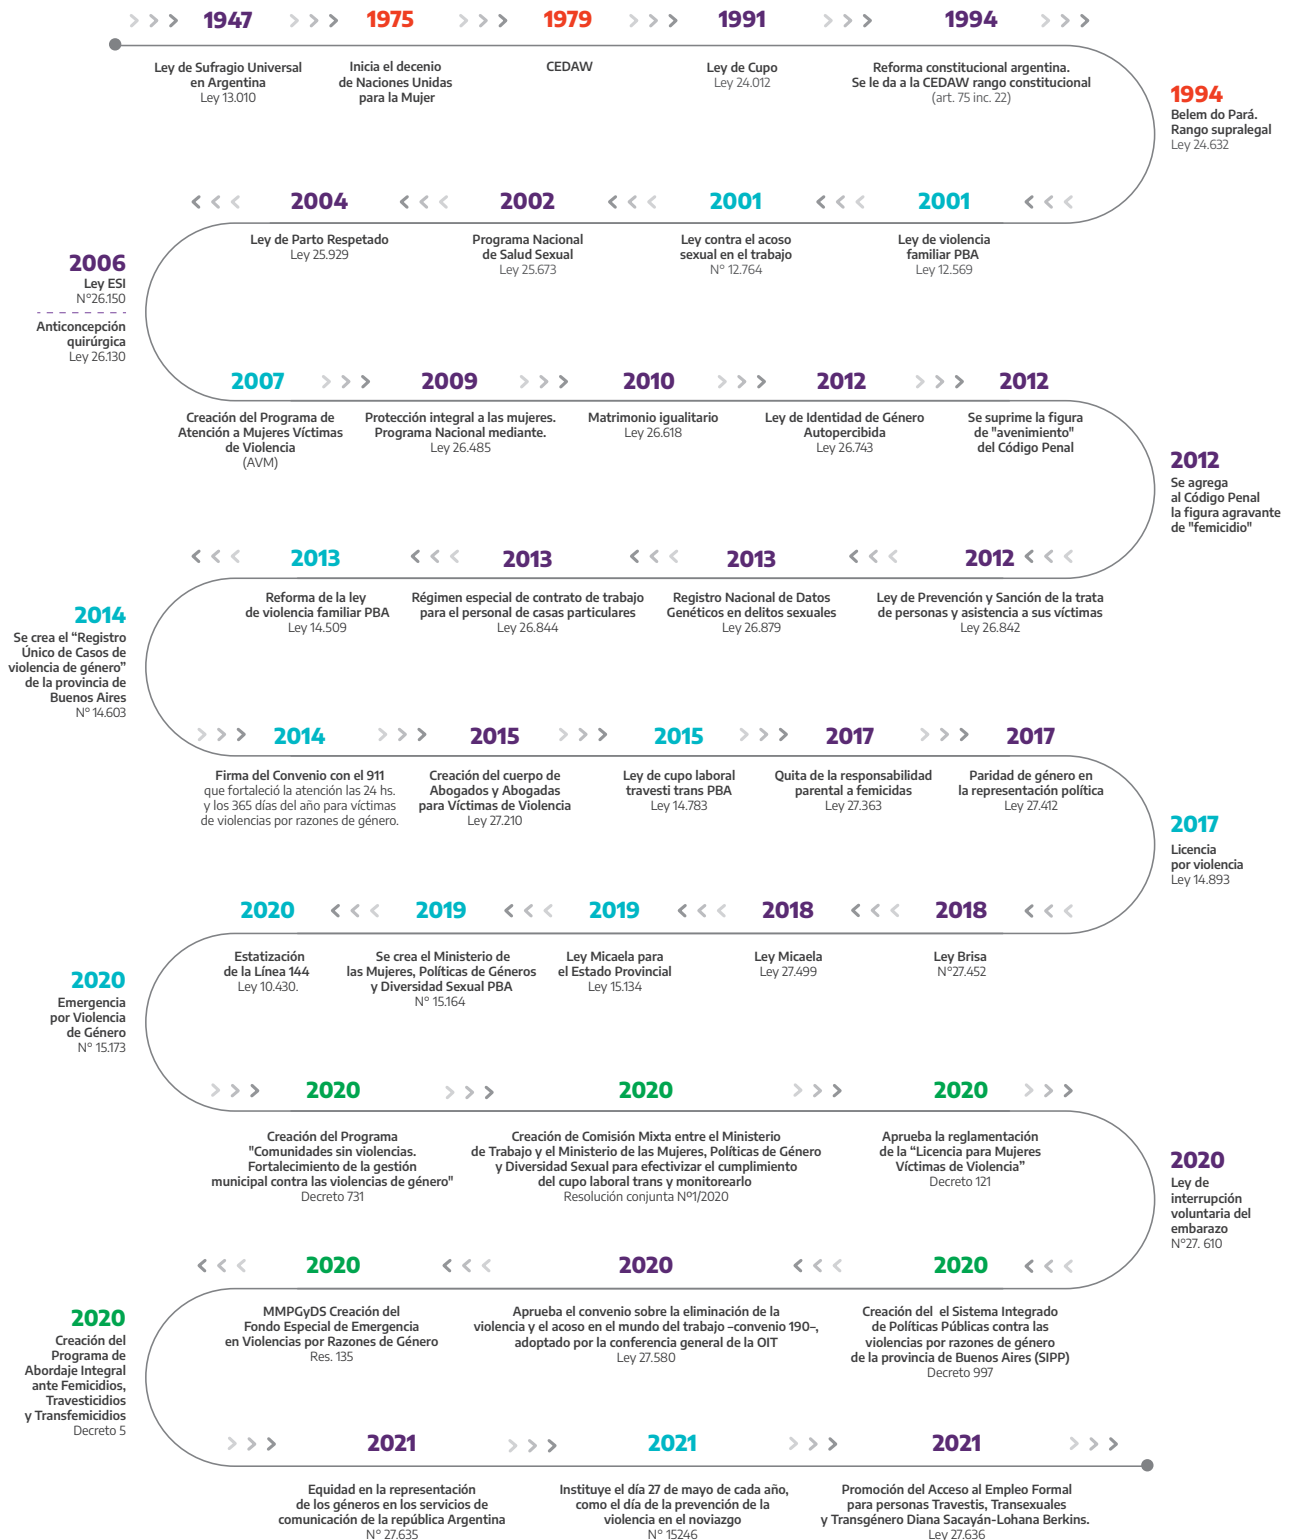 1947
Ley de Sufragio Universal
en Argentina
Ley 13.010
1975
Inicia el decenio
de Naciones Unidas
para la Mujer
1979
CEDAW
1991
Ley de Cupo
Ley 24.012
1994
Reforma constitucional argentina.
Se le da a la CEDAW rango constitucional
(art. 75 inc. 22)
1994
Belem do Pará.
Rango supralegal
Ley 24.632
2001
Ley de violencia
familiar PBA
Ley 12.569
2001
Ley contra el acoso
sexual en el trabajo
N° 12.764
2002
Programa Nacional
de Salud Sexual
Ley 25.673
2004
Ley de Parto Respetado
Ley 25.929
2006
Ley ESI
N°26.150
Anticoncepción
quirúrgica
Ley 26.130
2007
Creación del Programa de
Atención a Mujeres Víctimas
de Violencia
(AVM)
2009
Protección integral a las mujeres.
Programa Nacional mediante.
Ley 26.485
2010
Matrimonio igualitario
Ley 26.618
2012
Ley de Identidad de Género
Autopercibida
Ley 26.743
2012
Se suprime la figura
de "avenimiento"
del Código Penal
2012
Se agrega
al Código Penal
la figura agravante
de "femicidio"
2012
Ley de Prevención y Sanción de la trata
de personas y asistencia a sus víctimas
Ley 26.842
2013
Registro Nacional de Datos
Genéticos en delitos sexuales
Ley 26.879
2013
Régimen especial de contrato de trabajo
para el personal de casas particulares
Ley 26.844
2013
Reforma de la ley
de violencia familiar PBA
Ley 14.509
2014
Se crea el “Registro
Único de Casos de
violencia de género”
de la provincia de
Buenos Aires
N° 14.603
2014
Firma del Convenio con el 911
que fortaleció la atención las 24 hs.
y los 365 días del año para víctimas
de violencias por razones de género.
2015
Creación del cuerpo de
Abogados y Abogadas
para Víctimas de Violencia
Ley 27.210
2015
Ley de cupo laboral
travesti trans PBA
Ley 14.783
2017
Quita de la responsabilidad
parental a femicidas
Ley 27.363
2017
Paridad de género en
la representación política
Ley 27.412
2017
Licencia
por violencia
Ley 14.893
2018
Ley Brisa
N°27.452
2018
Ley Micaela
Ley 27.499
2019
Ley Micaela para
el Estado Provincial
Ley 15.134
2019
Se crea el Ministerio de
las Mujeres, Políticas de Géneros
y Diversidad Sexual PBA
N° 15.164
2020
Estatización
de la Línea 144
Ley 10.430.
2020
Emergencia
por Violencia
de Género
N° 15.173
2020
Creación del Programa
"Comunidades sin violencias.
Fortalecimiento de la gestión
municipal contra las violencias de género"
Decreto 731
2020
Creación de Comisión Mixta entre el Ministerio
de Trabajo y el Ministerio de las Mujeres, Políticas de Género
y Diversidad Sexual para efectivizar el cumplimiento
del cupo laboral trans y monitorearlo
Resolución conjunta Nº1/2020
2020
Aprueba la reglamentación
de la “Licencia para Mujeres
Víctimas de Violencia”
Decreto 121
2020
Ley de
interrupción
voluntaria del
embarazo
N°27. 610
2020
Creación del el Sistema Integrado
de Políticas Públicas contra las
violencias por razones de género
de la provincia de Buenos Aires (SIPP)
Decreto 997
2020
Aprueba el convenio sobre la eliminación de la
violencia y el acoso en el mundo del trabajo –convenio 190–,
adoptado por la conferencia general de la OIT
Ley 27.580
2020
MMPGyDS Creación del
Fondo Especial de Emergencia
en Violencias por Razones de Género
Res. 135
2020
Creación del
Programa de
Abordaje Integral
ante Femicidios,
Travesticidios
y Transfemicidios
Decreto 5
2021
Equidad en la representación
de los géneros en los servicios de
comunicación de la república Argentina
N° 27.635
2021
Instituye el día 27 de mayo de cada año,
como el día de la prevención de la
violencia en el noviazgo
N° 15246
2021
Promoción del Acceso al Empleo Formal
para personas Travestis, Transexuales
y Transgénero Diana Sacayán-Lohana Berkins.
Ley 27.636